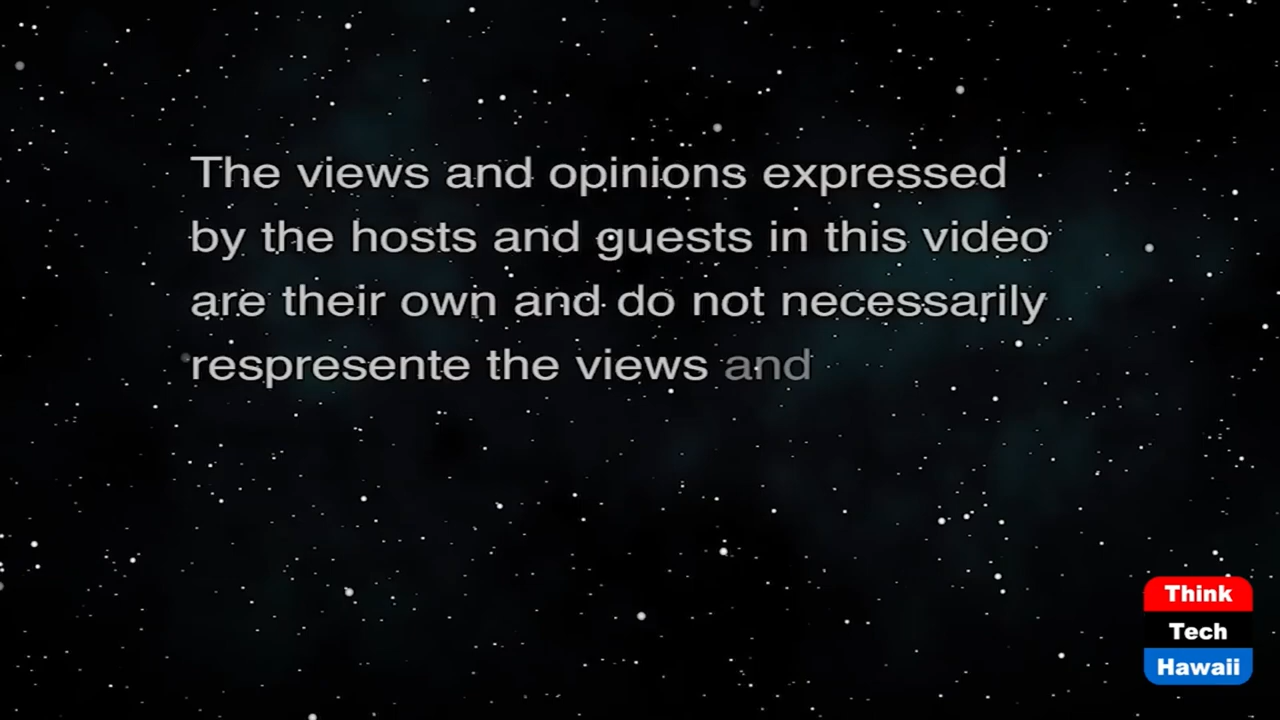 The views and opinions expressed
by the hosts and guests in this video
are their own and do not necessarily
respresente the views and
Think
Tech
Hawaii